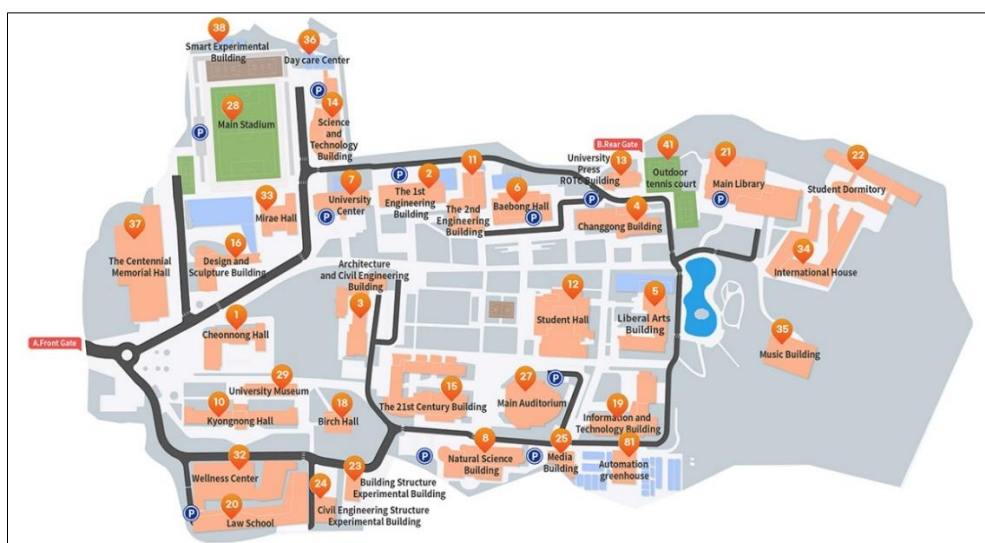 38
Smart Experimental
Building
36
Day care Center
P
14
Science
and
Technology
Building
28
Main Stadium
P
B.Rear Gate
41
Outdoor
tennis court
University
Press
ROTC Building
13
21
Main Library
P
22
Student Dormitory
7
University
Center
P
P
2
The 1st
Engineering
Building
11
The 2nd
Engineering
Building
6
Baebong Hall
P
P
4
Changgong Building
33
Mirae Hall
37
The Centennial
Memorial Hall
16
Design and
Sculpture Building
34
International House
Architecture
and Civil Engineering
Building
3
12
Student Hall
5
Liberal Arts
Building
1
Cheonnong Hall
A.Front Gate
35
Music Building
29
University Museum
10
Kyongnong Hall
18
Birch Hall
15
The 21st Century Building
27
Main Auditorium
P
19
Information and
Technology Building
8
Natural Science
Building
P
25
Media
Building
P
81
Automation
greenhouse
32
Wellness Center
23
Building Structure
Experimental Building
24
Civil Engineering Structure
Experimental Building
20
Law School
P